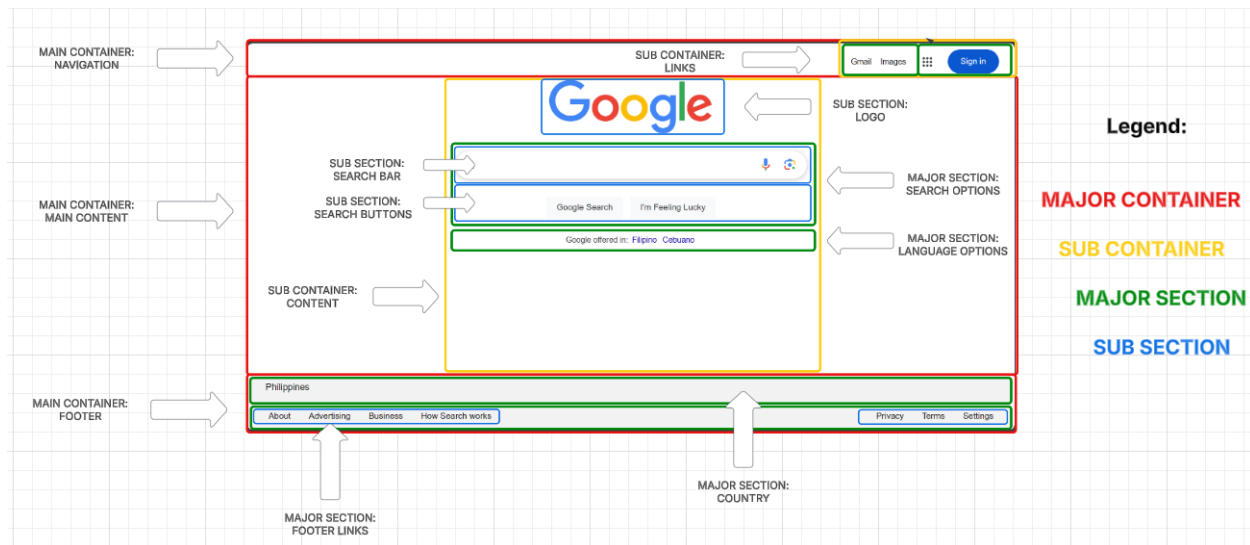 MAIN CONTAINER:
NAVIGATION
SUB CONTAINER:
LINKS
Gmail Images
Sign in
Google
SUB SECTION:
LOGO
Legend:
SUB SECTION:
SEARCH BAR
MAJOR SECTION:
SEARCH OPTIONS
MAJOR CONTAINER
MAIN CONTAINER:
MAIN CONTENT
SUB SECTION:
SEARCH BUTTONS
Google Search I'm Feeling Lucky
Google offered in: Filipino Cebuano
MAJOR SECTION:
LANGUAGE OPTIONS
SUB CONTAINER
SUB CONTAINER:
CONTENT
MAJOR SECTION
SUB SECTION
Philippines
MAIN CONTAINER:
FOOTER
About Advertising Business How Search works
Privacy Terms Settings
MAJOR SECTION:
COUNTRY
MAJOR SECTION:
FOOTER LINKS